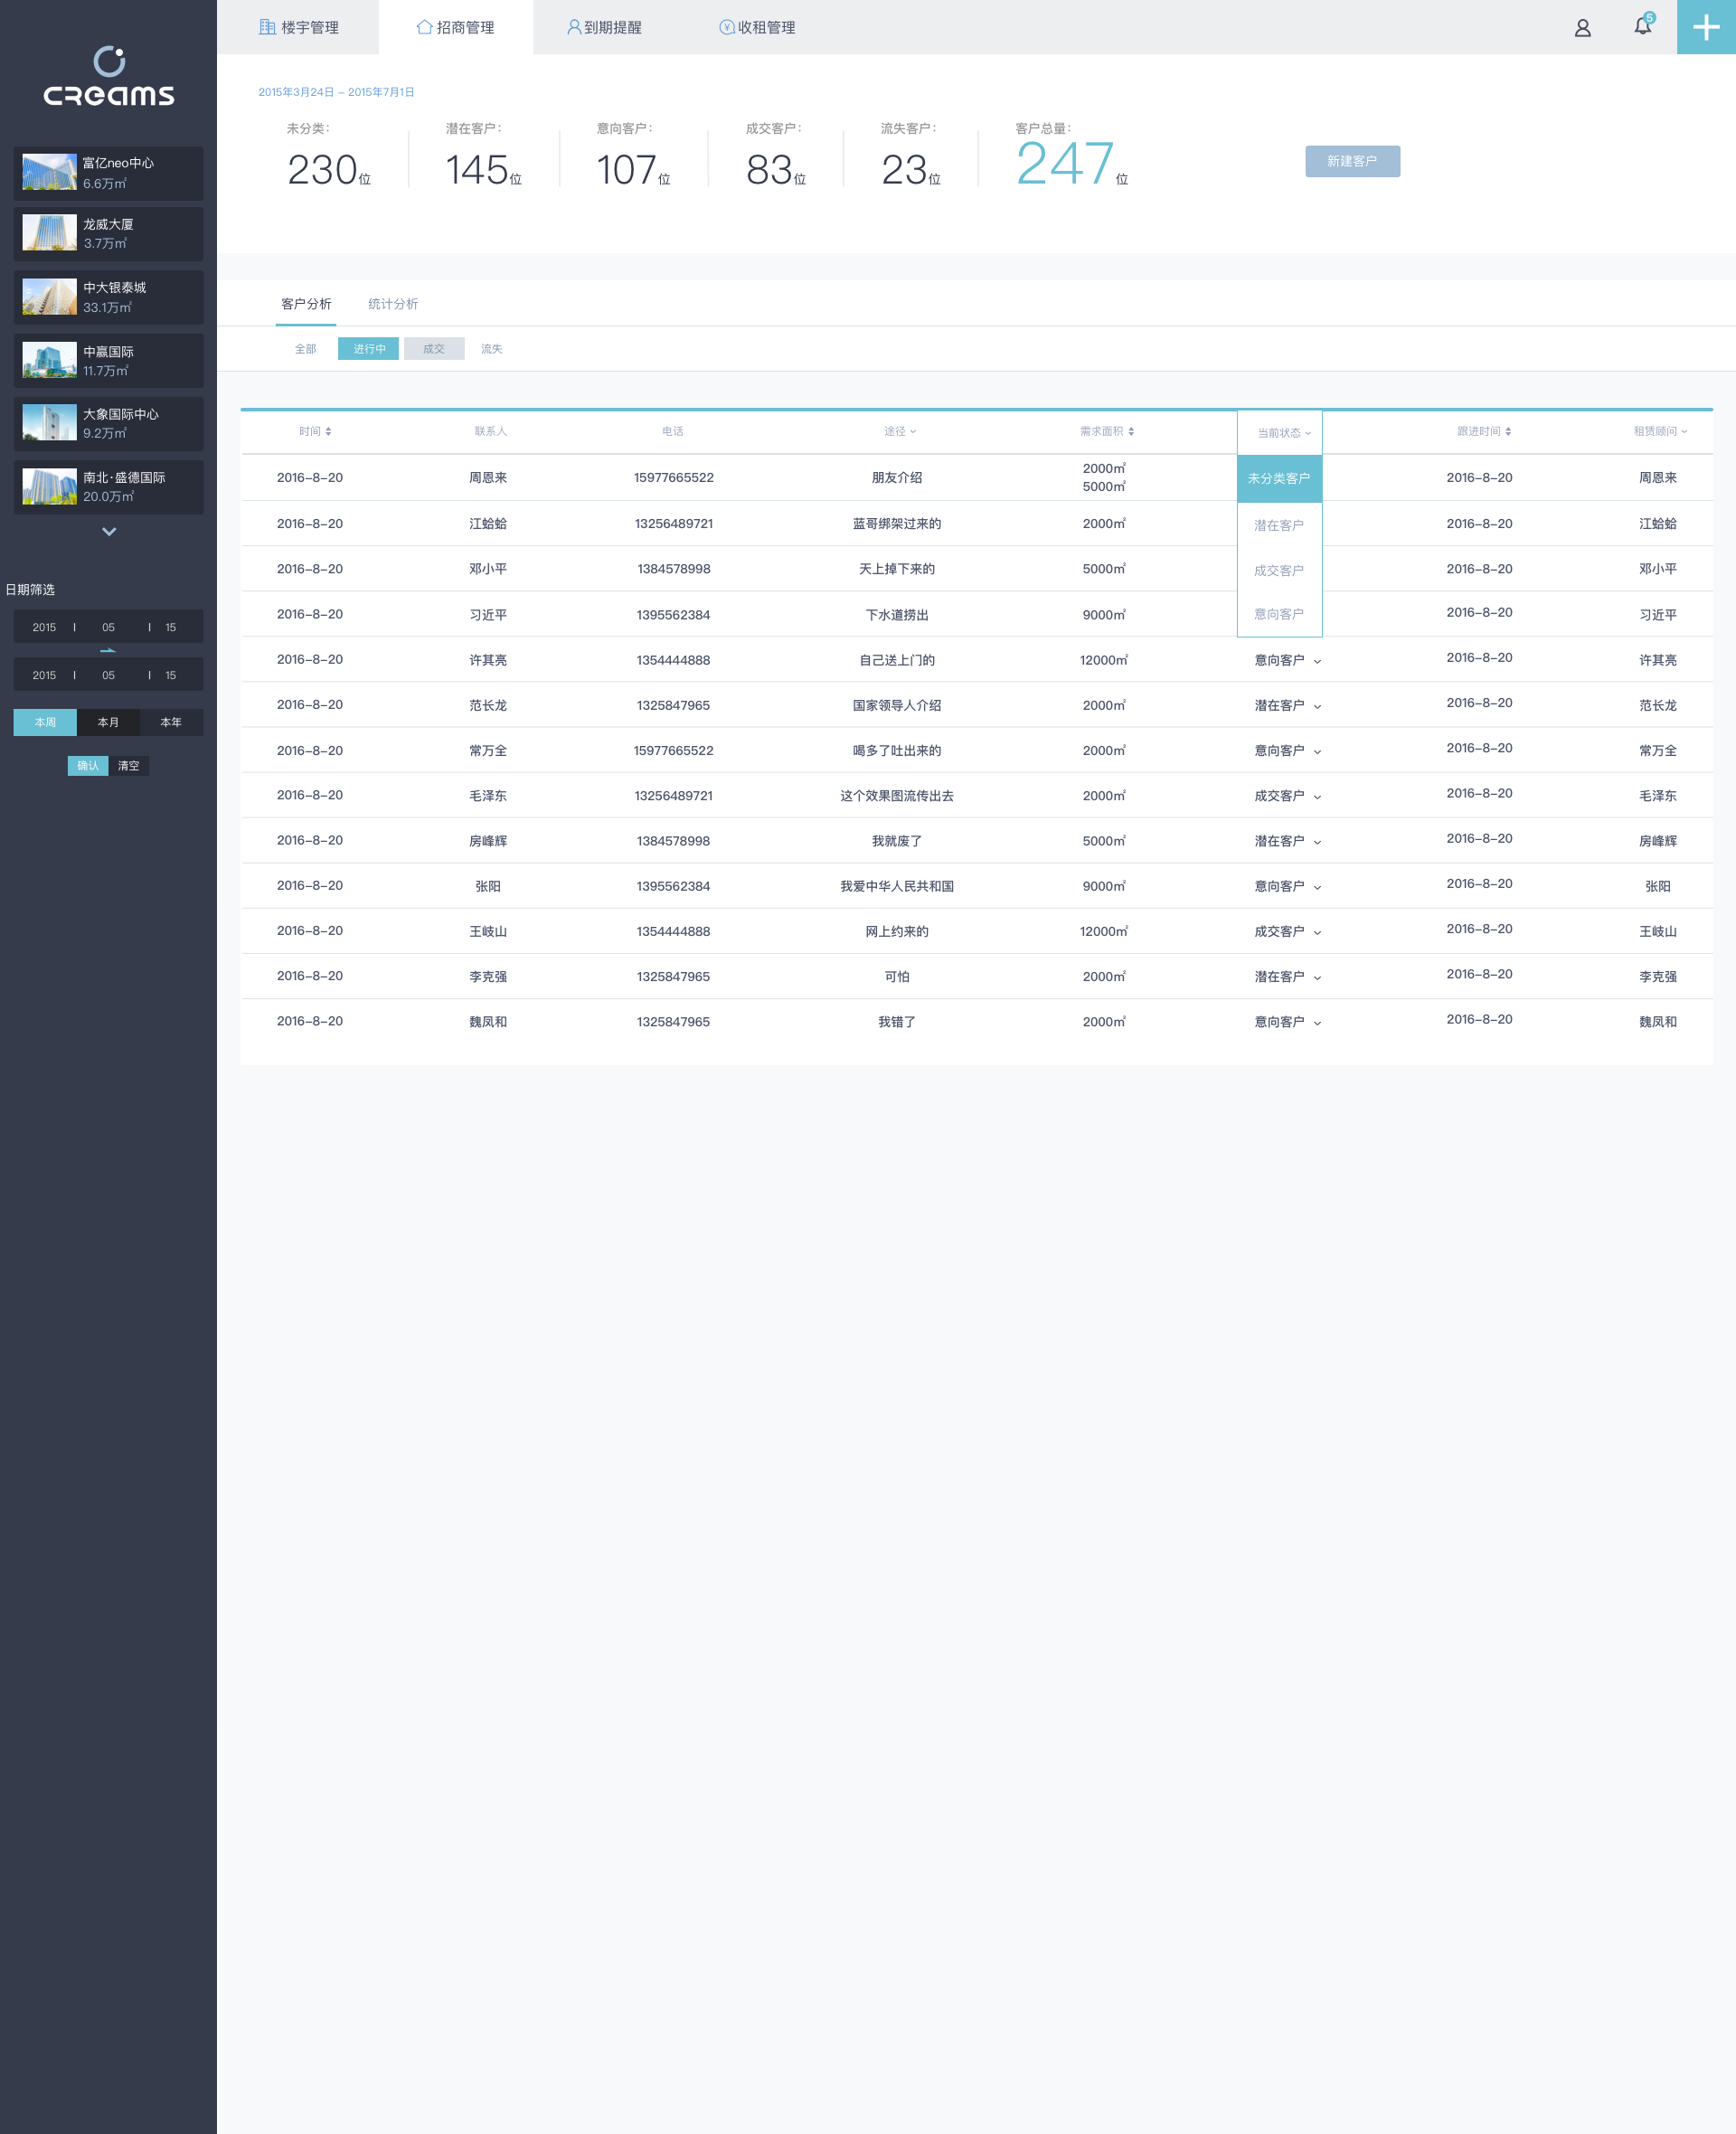 creams
富亿neo中心
6.6万㎡
龙威大厦
3.7万㎡
中大银泰城
33.1万㎡
中赢国际
11.7万㎡
大象国际中心
9.2万㎡
南北·盛德国际
20.0万㎡
日期筛选
2015 | 05 | 15
2015 | 05 | 15
本周 本月 本年
确认 清空
楼宇管理 招商管理 到期提醒 ¥ 收租管理 5
2015年3月24日 - 2015年7月1日
未分类: 潜在客户: 意向客户: 成交客户: 流失客户: 客户总量:
230位 145位 107位 83位 23位 247位
新建客户
客户分析 统计分析
全部 进行中 成交 流失
时间 联系人 电话 途径 需求面积 当前状态 跟进时间 租赁顾问
2016-8-20 周恩来 15977665522 朋友介绍 2000㎡ 5000㎡ 未分类客户 2016-8-20 周恩来
2016-8-20 江蛤蛤 13256489721 蓝哥绑架过来的 2000㎡ 潜在客户 2016-8-20 江蛤蛤
2016-8-20 邓小平 1384578998 天上掉下来的 5000㎡ 成交客户 2016-8-20 邓小平
2016-8-20 习近平 1395562384 下水道捞出 9000㎡ 意向客户 2016-8-20 习近平
2016-8-20 许其亮 1354444888 自己送上门的 12000㎡ 意向客户 2016-8-20 许其亮
2016-8-20 范长龙 1325847965 国家领导人介绍 2000㎡ 潜在客户 2016-8-20 范长龙
2016-8-20 常万全 15977665522 喝多了吐出来的 2000㎡ 意向客户 2016-8-20 常万全
2016-8-20 毛泽东 13256489721 这个效果图流传出去 2000㎡ 成交客户 2016-8-20 毛泽东
2016-8-20 房峰辉 1384578998 我就废了 5000㎡ 潜在客户 2016-8-20 房峰辉
2016-8-20 张阳 1395562384 我爱中华人民共和国 9000㎡ 意向客户 2016-8-20 张阳
2016-8-20 王岐山 1354444888 网上约来的 12000㎡ 成交客户 2016-8-20 王岐山
2016-8-20 李克强 1325847965 可怕 2000㎡ 潜在客户 2016-8-20 李克强
2016-8-20 魏凤和 1325847965 我错了 2000㎡ 意向客户 2016-8-20 魏凤和